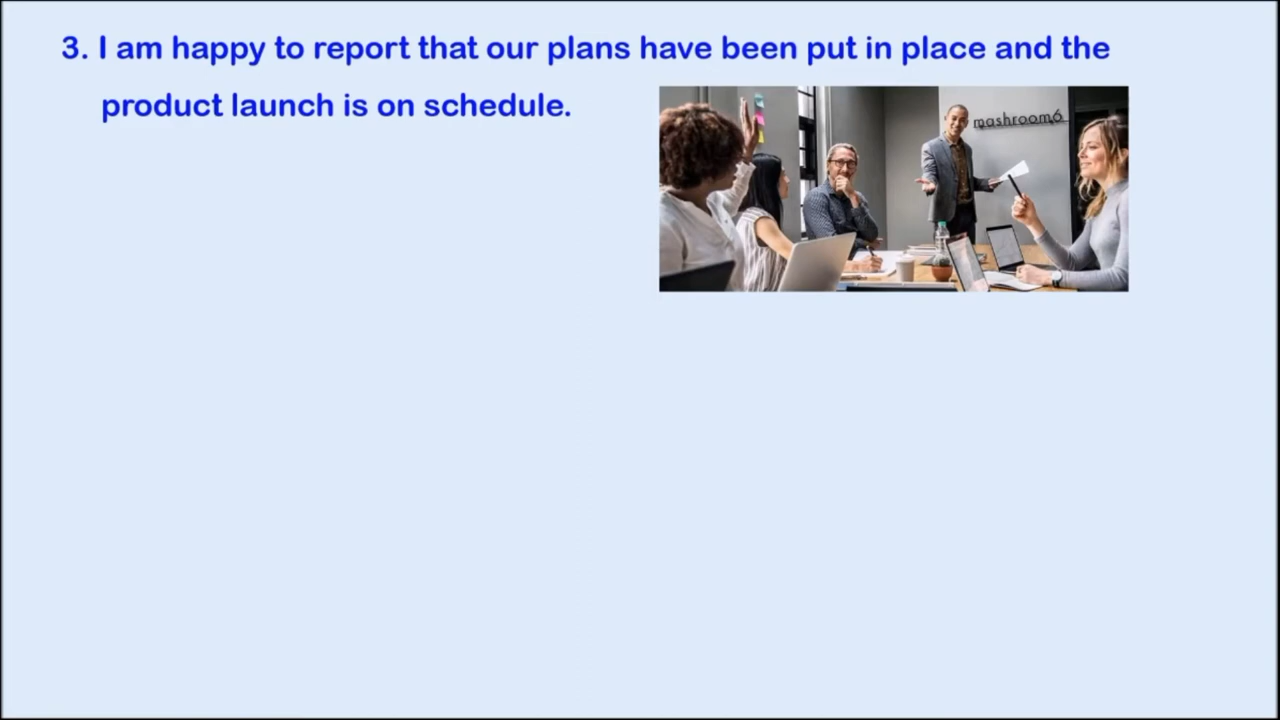 3. I am happy to report that our plans have been put in place and the
product launch is on schedule.
mashroom6